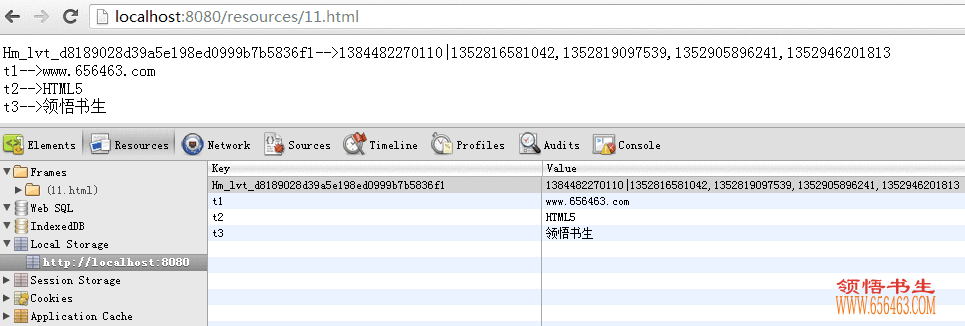 localhost:8080/resources/11.html
Hm_lvt_d8189028d39a5e198ed0999b7b5836f1-->1384482270110|1352816581042,1352819097539,1352905896241,1352946201813
t1-->www.656463.com
t2-->HTML5
t3-->领悟书生
Elements Resources Network Sources Timeline Profiles Audits Console
Frames
(11.html)
Web SQL
IndexedDB
Local Storage
http://localhost:8080
Session Storage
Cookies
Application Cache
Key Value
Hm_lvt_d8189028d39a5e198ed0999b7b5836f1 1384482270110|1352816581042,1352819097539,1352905896241,1352946201813
t1 www.656463.com
t2 HTML5
t3 领悟书生
领悟书生
WWW.656463.COM